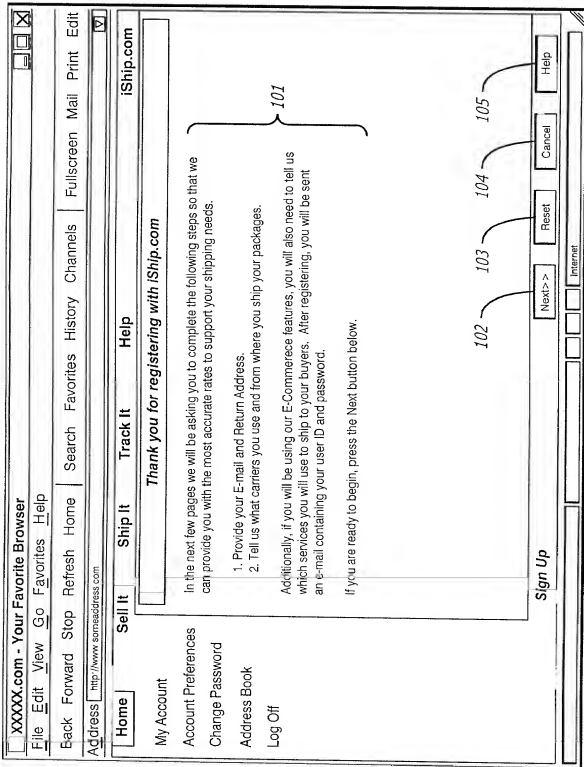 XXXXX.com - Your Favorite Browser
File Edit View Go Favorites Help
Back Forward Stop Refresh Home Search Favorites History Channels Fullscreen Mail Print Edit
Address http://www.someaddress.com
Home Sell It Ship It Track It Help iShip.com
My Account
Account Preferences
Change Password
Address Book
Log Off
Thank you for registering with iShip.com
In the next few pages we will be asking you to complete the following steps so that we
can provide you with the most accurate rates to support your shipping needs.
1. Provide your E-mail and Return Address.
2. Tell us what carriers you use and from where you ship your packages.
Additionally, if you will be using our E-Commerece features, you will also need to tell us
which services you will use to ship to your buyers. After registering, you will be sent
an e-mail containing your user ID and password.
If you are ready to begin, press the Next button below.
101
102 103 104 105
Sign Up Next>> Reset Cancel Help
Internet